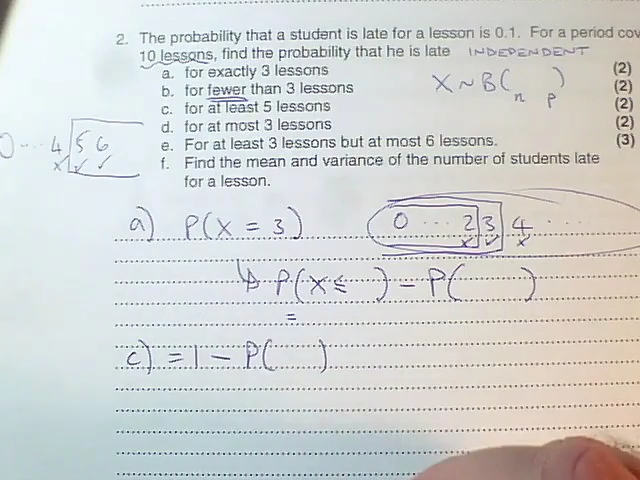 2. The probability that a student is late for a lesson is 0.1. For a period cov
10 lessons, find the probability that he is late INDEPENDENT
a. for exactly 3 lessons (2)
b. for fewer than 3 lessons (2)
c. for at least 5 lessons (2)
d. for at most 3 lessons (2)
e. For at least 3 lessons but at most 6 lessons. (3)
f. Find the mean and variance of the number of students late
for a lesson.
X ~ B( n p )
0 ... 4 5 6
x ✓ ✓
a) P(X = 3)
0 ... 2 3 4 ...
x ✓ x
P(X ≤ ) - P( )
=
c) = 1 - P( )